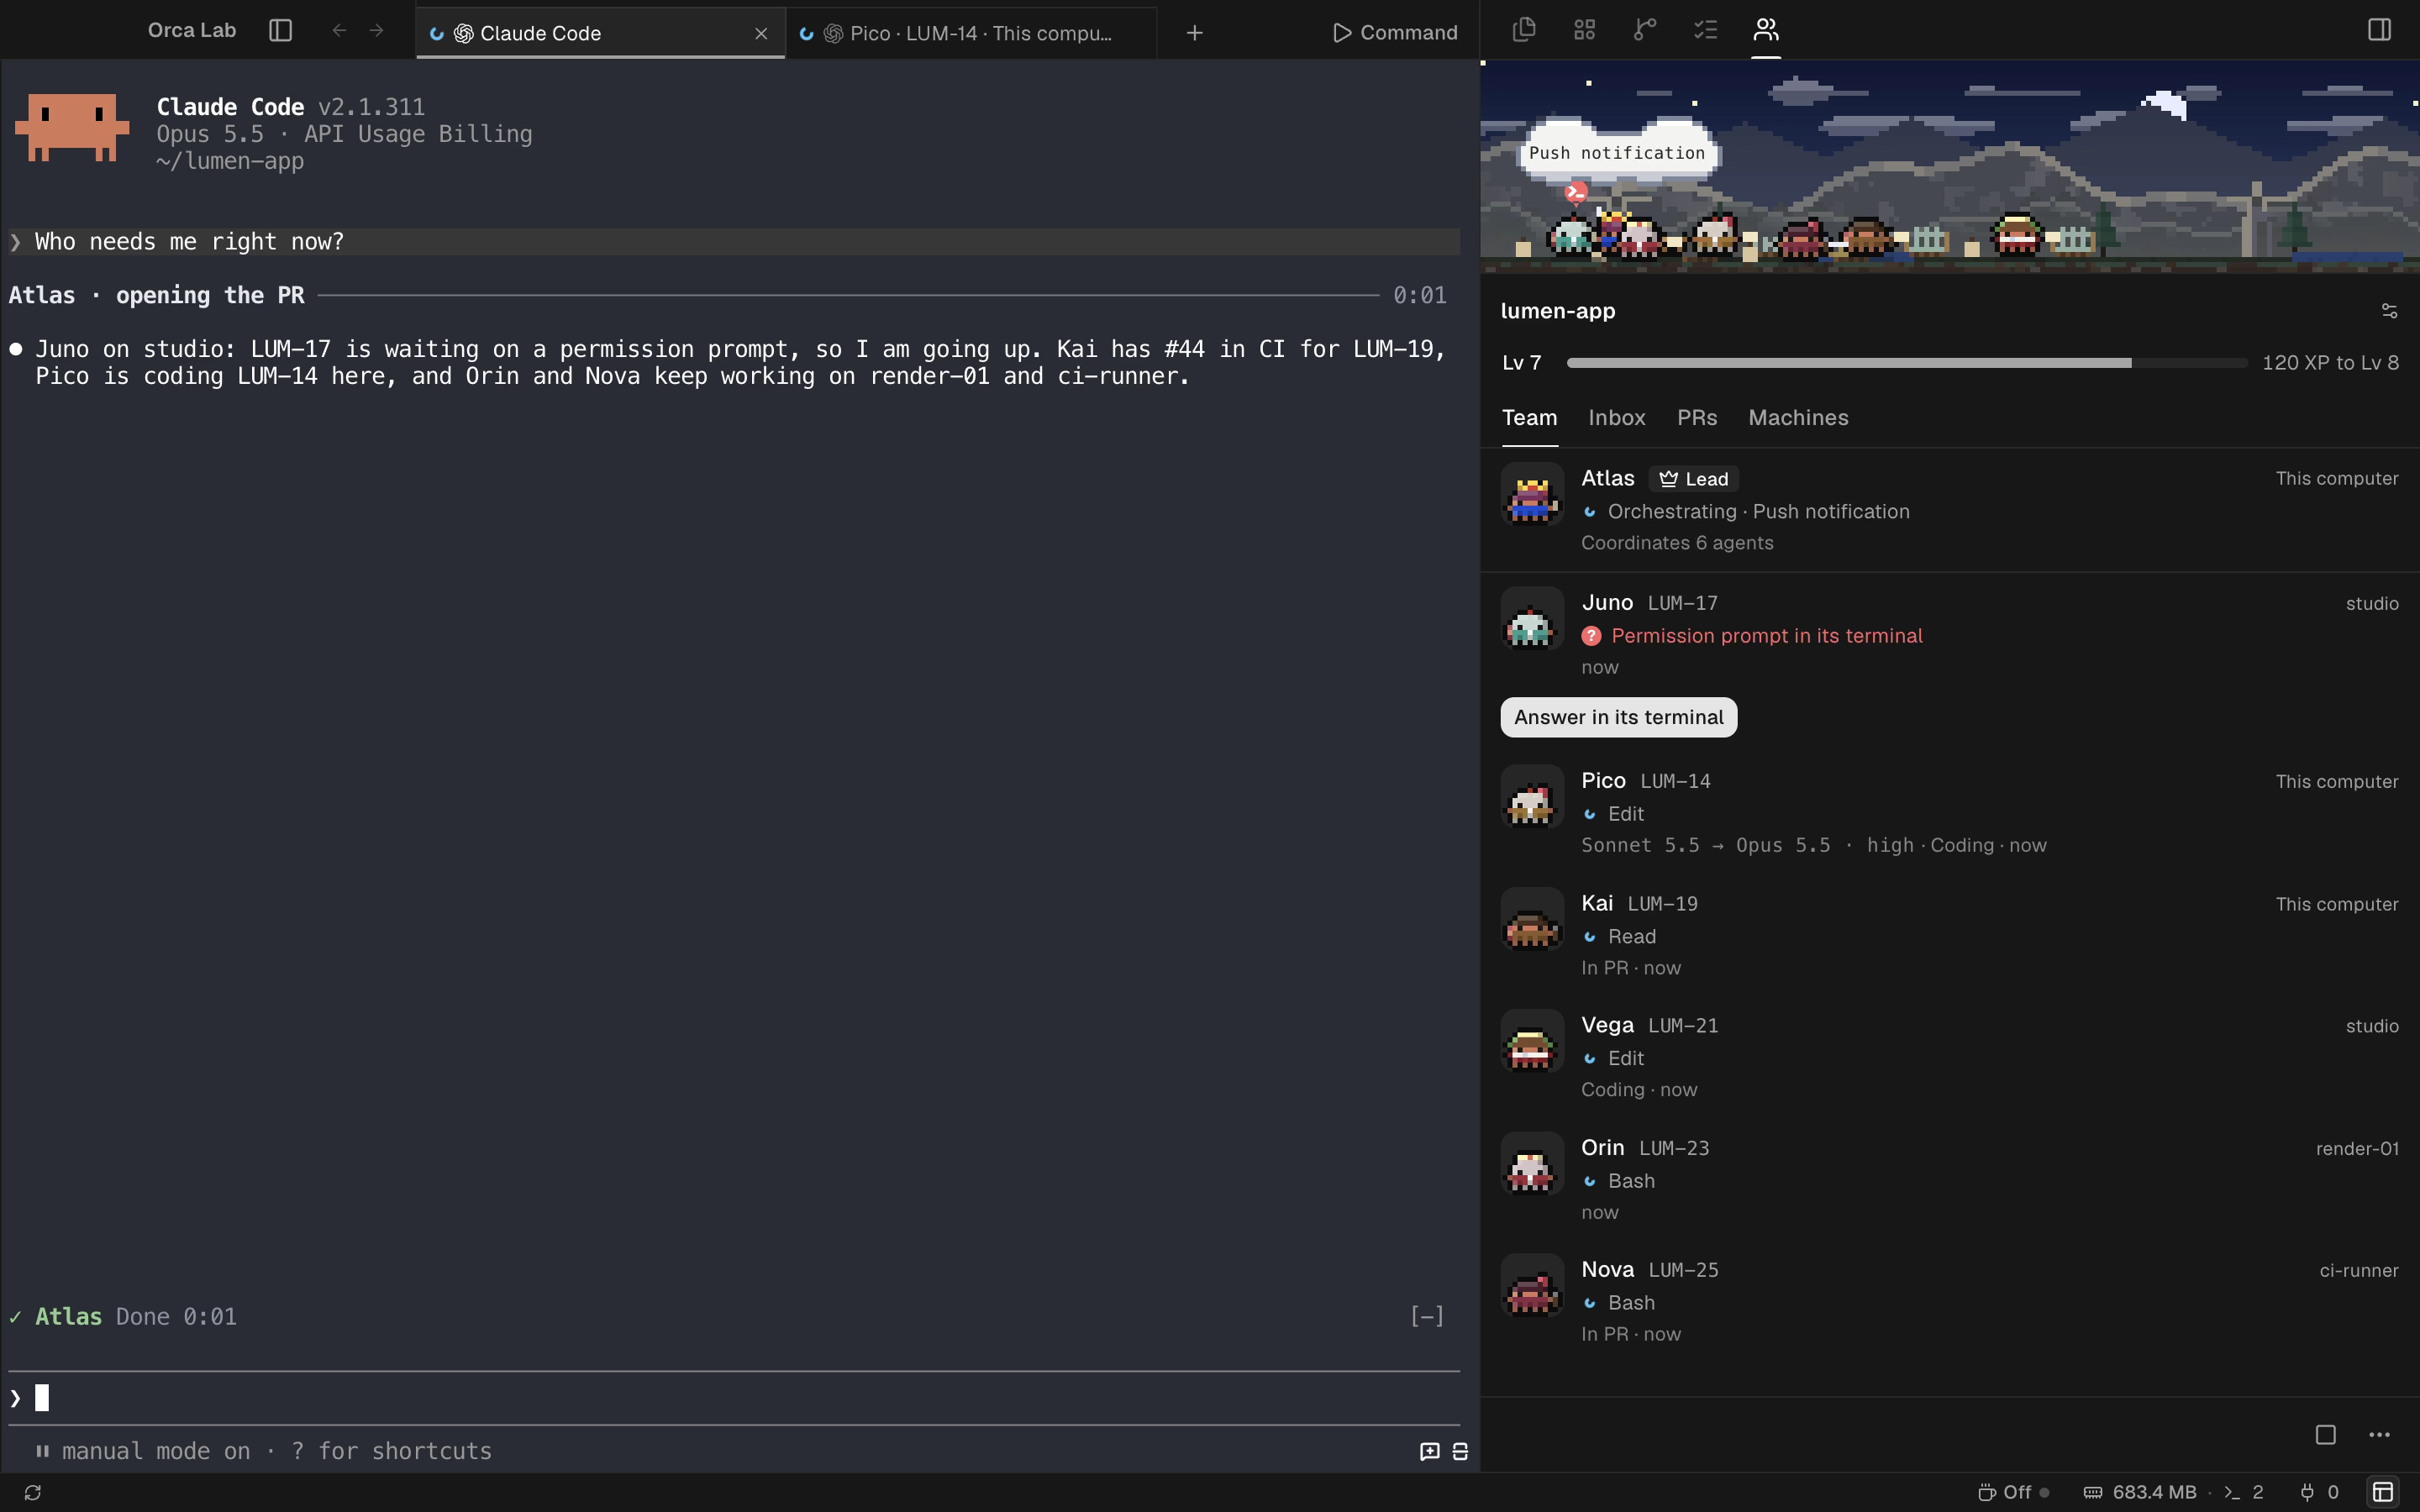 Orca Lab
Claude Code
Pico · LUM-14 · This compu...
Command
Claude Code v2.1.311
Opus 5.5 · API Usage Billing
~/lumen-app
❯ Who needs me right now?
Atlas · opening the PR 0:01
● Juno on studio: LUM-17 is waiting on a permission prompt, so I am going up. Kai has #44 in CI for LUM-19,
Pico is coding LUM-14 here, and Orin and Nova keep working on render-01 and ci-runner.
✓ Atlas Done 0:01 [-]
❯
manual mode on · ? for shortcuts
Push notification
lumen-app
Lv 7 120 XP to Lv 8
Team Inbox PRs Machines
Atlas Lead This computer
Orchestrating · Push notification
Coordinates 6 agents
Juno LUM-17 studio
? Permission prompt in its terminal
now
Answer in its terminal
Pico LUM-14 This computer
Edit
Sonnet 5.5 → Opus 5.5 · high · Coding · now
Kai LUM-19 This computer
Read
In PR · now
Vega LUM-21 studio
Edit
Coding · now
Orin LUM-23 render-01
Bash
now
Nova LUM-25 ci-runner
Bash
In PR · now
Off 683.4 MB · 2 0